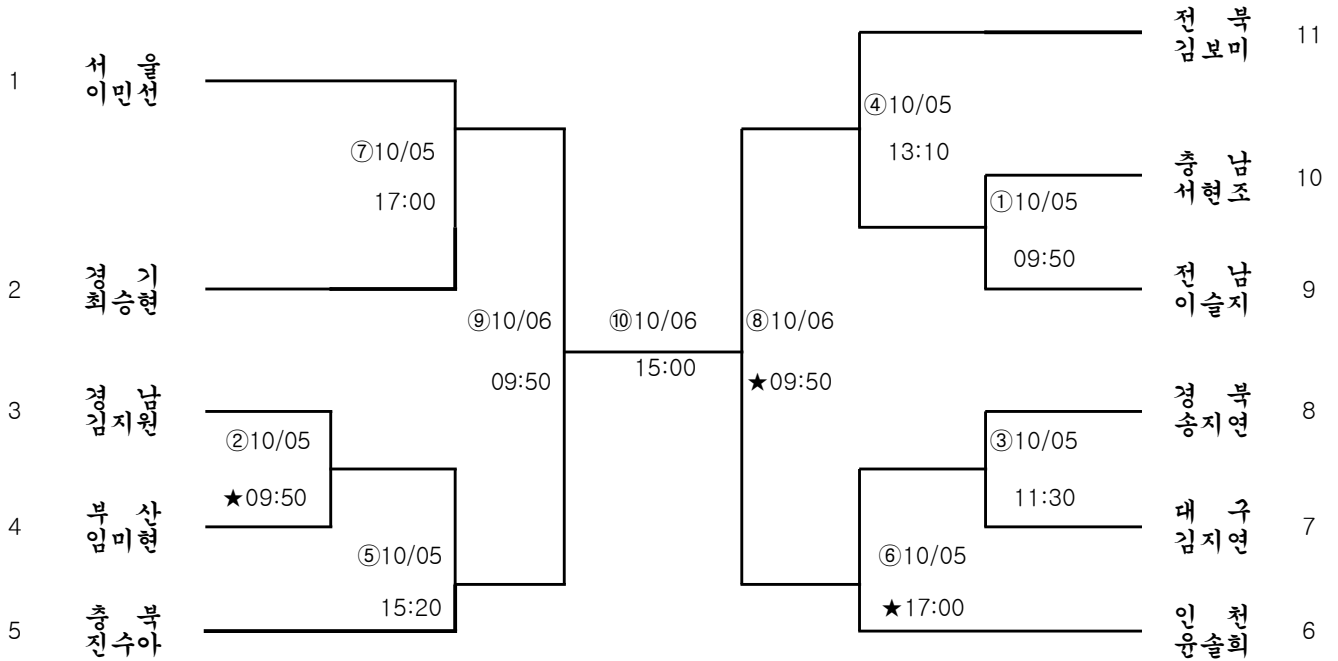 1
서 울
이민선
⑦10/05
17:00
2
경 기
최승현
3
경 남
김지원
②10/05
★09:50
4
부 산
임미현
⑤10/05
15:20
5
충 북
진수아
⑨10/06
09:50
⑩10/06
15:00
⑧10/06
★09:50
전 북
김보미
11
④10/05
13:10
충 남
서현조
10
①10/05
09:50
전 남
이슬지
9
경 북
송지연
8
③10/05
11:30
대 구
김지연
7
⑥10/05
★17:00
인 천
윤솔희
6